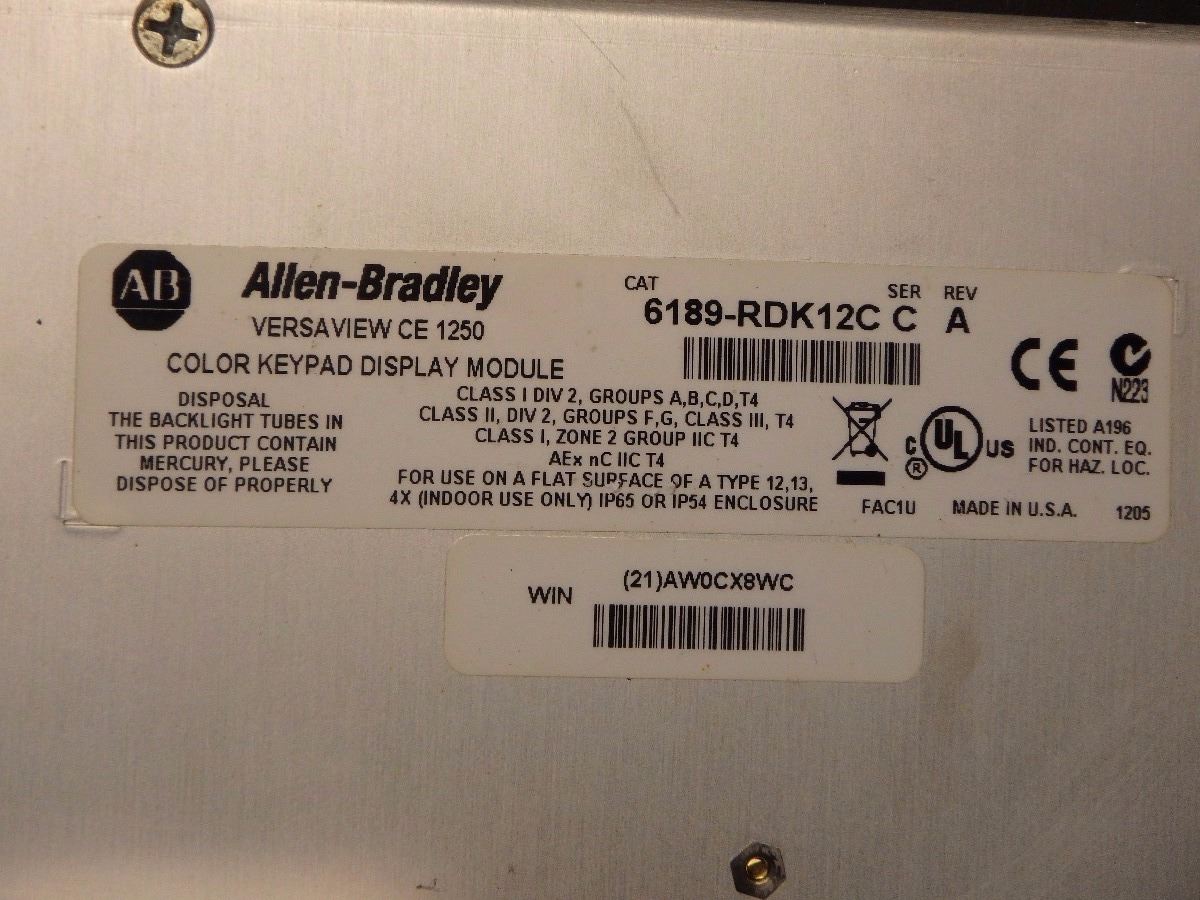 AB Allen-Bradley
VERSAVIEW CE 1250
COLOR KEYPAD DISPLAY MODULE
CAT SER REV
6189-RDK12C C A
DISPOSAL
THE BACKLIGHT TUBES IN
THIS PRODUCT CONTAIN
MERCURY, PLEASE
DISPOSE OF PROPERLY
CLASS I DIV 2, GROUPS A,B,C,D,T4
CLASS II, DIV 2, GROUPS F,G, CLASS III, T4
CLASS I, ZONE 2 GROUP IIC T4
AEx nC IIC T4
FOR USE ON A FLAT SURFACE OF A TYPE 12,13,
4X (INDOOR USE ONLY) IP65 OR IP54 ENCLOSURE
CE
N223
C UL US
®
LISTED A196
IND. CONT. EQ.
FOR HAZ. LOC.
FAC1U MADE IN U.S.A. 1205
WIN (21)AW0CX8WC